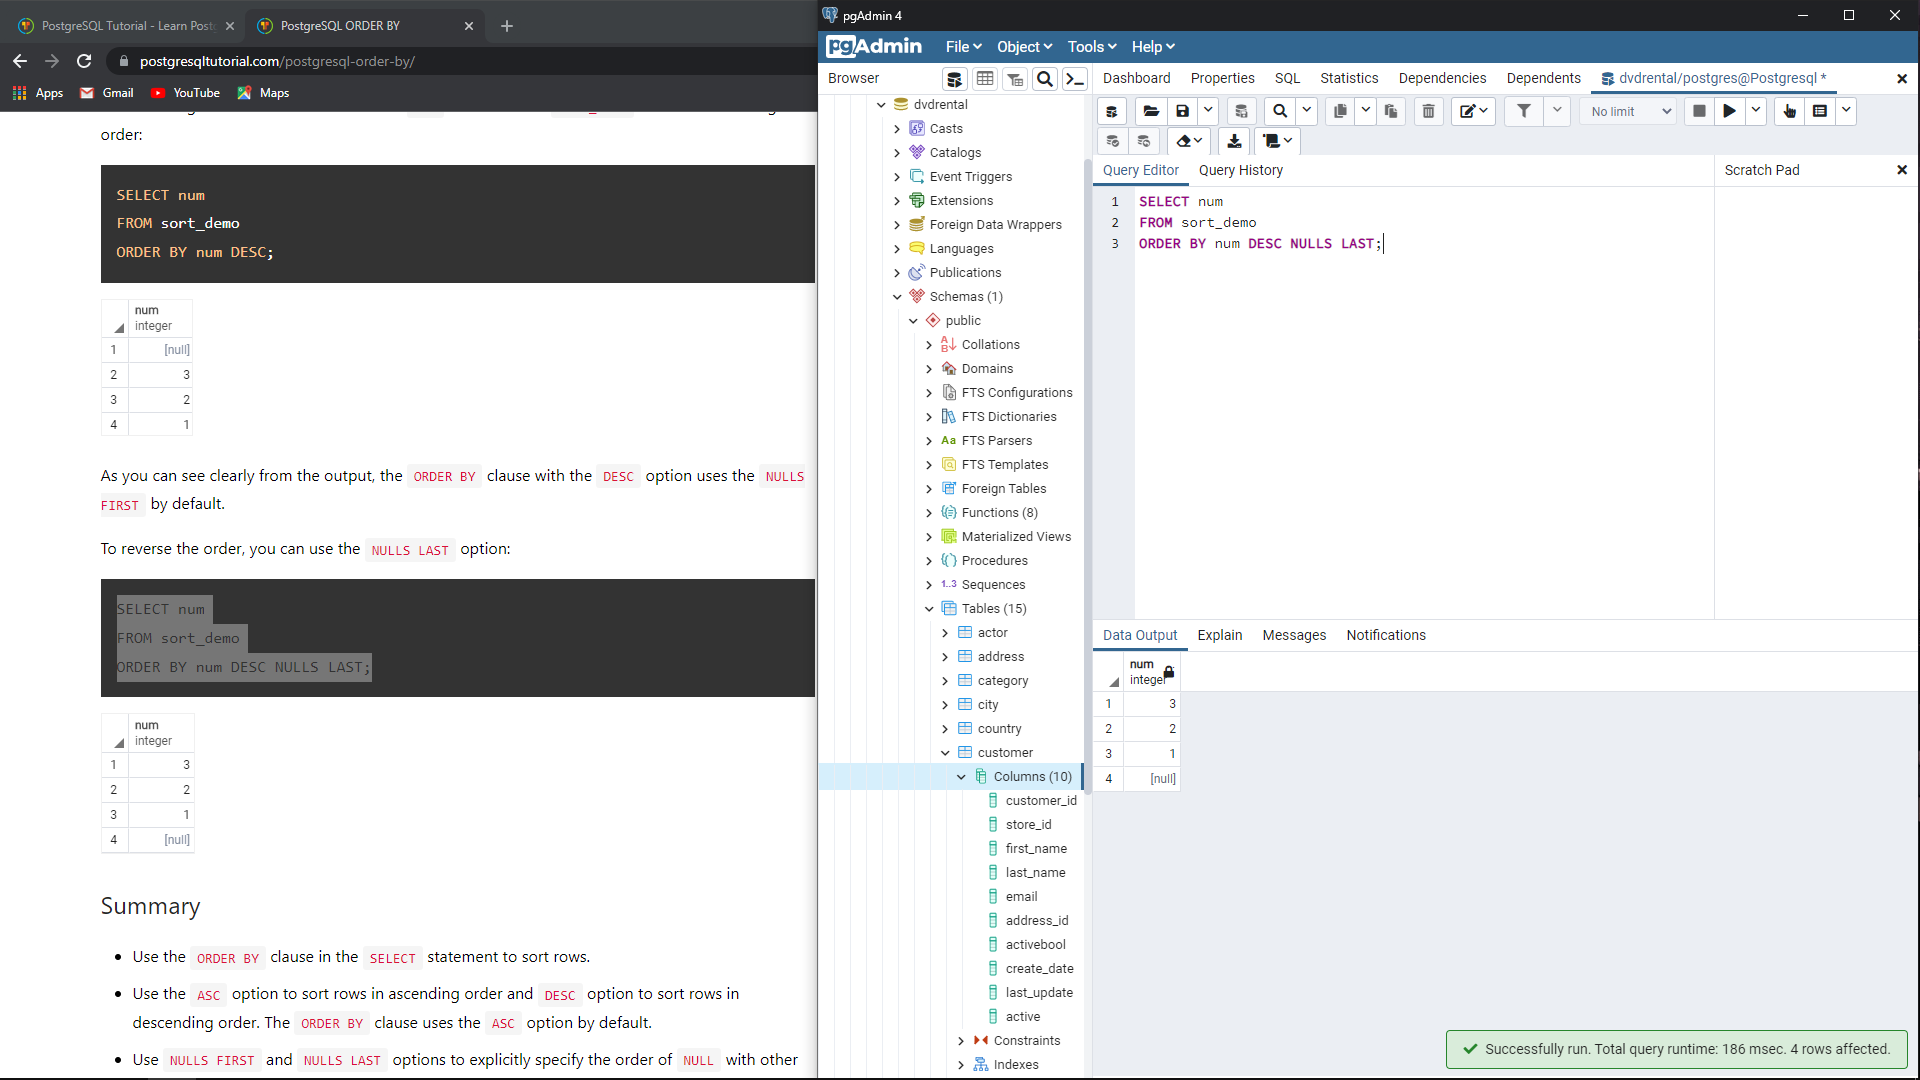 PostgreSQL Tutorial - Learn Post
PostgreSQL ORDER BY
postgresqltutorial.com/postgresql-order-by/
Apps
Gmail
YouTube
Maps
order:
SELECT num
FROM sort_demo
ORDER BY num DESC;
num
integer
1 [null]
2 3
3 2
4 1
As you can see clearly from the output, the ORDER BY clause with the DESC option uses the NULLS
FIRST by default.
To reverse the order, you can use the NULLS LAST option:
SELECT num
FROM sort_demo
ORDER BY num DESC NULLS LAST;
num
integer
1 3
2 2
3 1
4 [null]
Summary
• Use the ORDER BY clause in the SELECT statement to sort rows.
• Use the ASC option to sort rows in ascending order and DESC option to sort rows in
descending order. The ORDER BY clause uses the ASC option by default.
• Use NULLS FIRST and NULLS LAST options to explicitly specify the order of NULL with other
pgAdmin 4
pgAdmin
File
Object
Tools
Help
Browser
dvdrental
Casts
Catalogs
Event Triggers
Extensions
Foreign Data Wrappers
Languages
Publications
Schemas (1)
public
Collations
Domains
FTS Configurations
FTS Dictionaries
Aa FTS Parsers
FTS Templates
Foreign Tables
Functions (8)
Materialized Views
Procedures
1..3 Sequences
Tables (15)
actor
address
category
city
country
customer
Columns (10)
customer_id
store_id
first_name
last_name
email
address_id
activebool
create_date
last_update
active
Constraints
Indexes
Dashboard
Properties
SQL
Statistics
Dependencies
Dependents
dvdrental/postgres@Postgresql *
No limit
Query Editor
Query History
Scratch Pad
1 SELECT num
2 FROM sort_demo
3 ORDER BY num DESC NULLS LAST;
Data Output
Explain
Messages
Notifications
num
integer
1 3
2 2
3 1
4 [null]
Successfully run. Total query runtime: 186 msec. 4 rows affected.